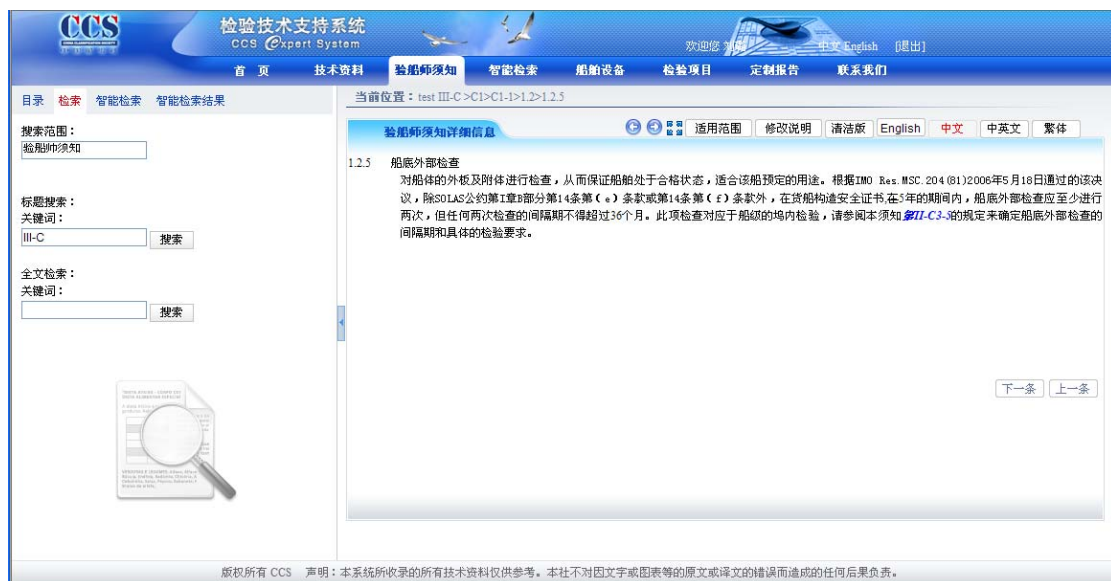 CCS
检验技术支持系统
CCS @xpert System
欢迎您 中文 English [退出]
首 页 技术资料 验船师须知 智能检索 船舶设备 检验项目 定制报告 联系我们
目录 检索 智能检索 智能检索结果
当前位置：test III-C >C1>C1-1>1.2>1.2.5
搜索范围：
验船师须知
标题搜索：
关键词：
III-C 搜索
全文检索：
关键词：
搜索
验船师须知详细信息 适用范围 修改说明 清洁版 English 中文 中英文 繁体
1.2.5 船底外部检查
对船体的外板及附体进行检查，从而保证船舶处于合格状态，适合该船预定的用途。根据IMO Res.MSC.204(81)2006年5月18日通过的该决
议，除SOLAS公约第I章B部分第14条第（e）条款或第14条第（f）条款外，在货船构造安全证书,在5年的期间内，船底外部检查应至少进行
两次，但任何两次检查的间隔期不得超过36个月。此项检查对应于船级的坞内检验，请参阅本须知第II-C3-5的规定来确定船底外部检查的
间隔期和具体的检验要求。
下一条 上一条
版权所有 CCS 声明：本系统所收录的所有技术资料仅供参考。本社不对因文字或图表等的原文或译文的错误而造成的任何后果负责。